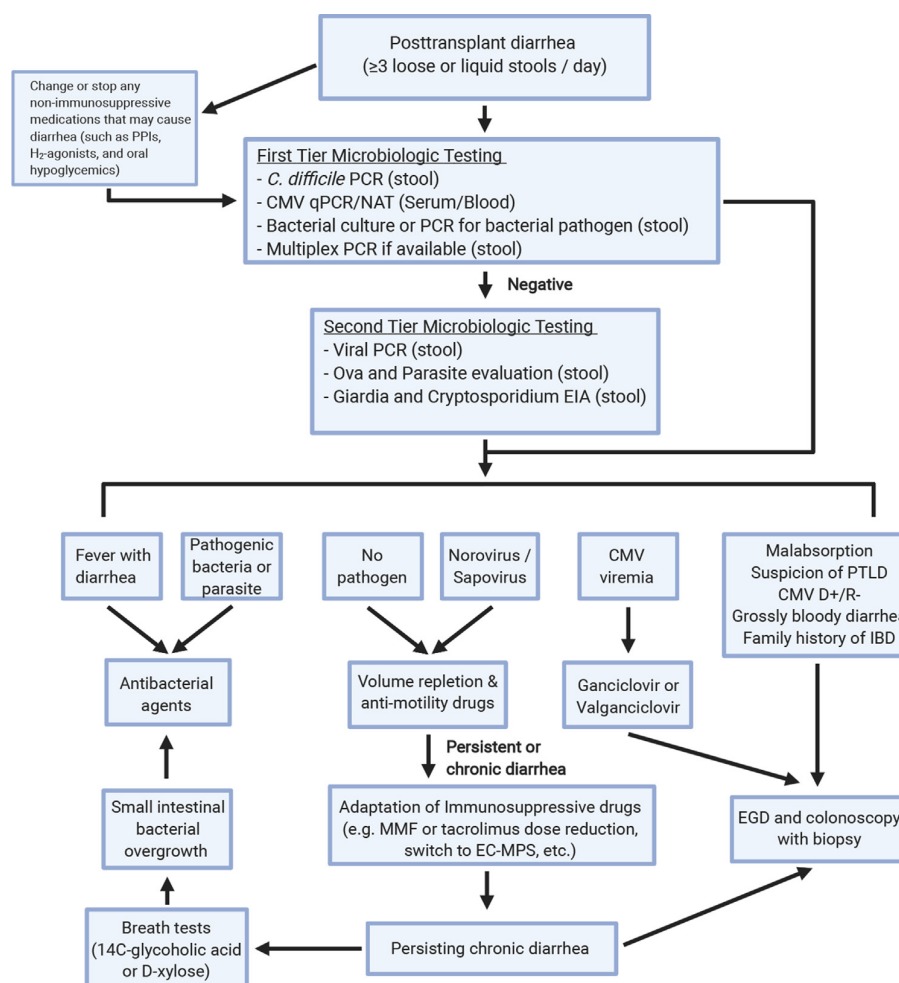 Posttransplant diarrhea
(≥3 loose or liquid stools / day)
Change or stop any
non-immunosuppressive
medications that may cause
diarrhea (such as PPIs,
H₂-agonists, and oral
hypoglycemics)
First Tier Microbiologic Testing
- C. difficile PCR (stool)
- CMV qPCR/NAT (Serum/Blood)
- Bacterial culture or PCR for bacterial pathogen (stool)
- Multiplex PCR if available (stool)
Negative
Second Tier Microbiologic Testing
- Viral PCR (stool)
- Ova and Parasite evaluation (stool)
- Giardia and Cryptosporidium EIA (stool)
Fever with
diarrhea
Pathogenic
bacteria or
parasite
No
pathogen
Norovirus /
Sapovirus
CMV
viremia
Malabsorption
Suspicion of PTLD
CMV D+/R-
Grossly bloody diarrhea
Family history of IBD
Antibacterial
agents
Volume repletion &
anti-motility drugs
Ganciclovir or
Valganciclovir
Persistent or
chronic diarrhea
Small intestinal
bacterial
overgrowth
Adaptation of Immunosuppressive drugs
(e.g. MMF or tacrolimus dose reduction,
switch to EC-MPS, etc.)
EGD and colonoscopy
with biopsy
Breath tests
(14C-glycoholic acid
or D-xylose)
Persisting chronic diarrhea